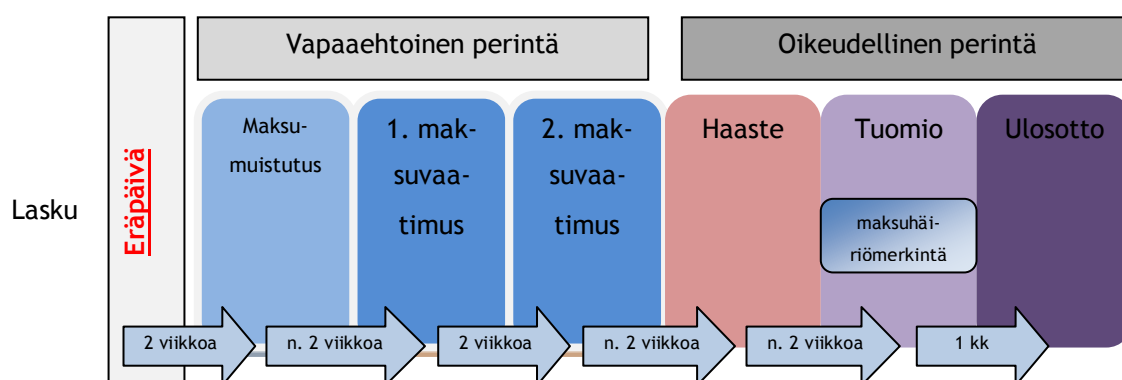 Vapaaehtoinen perintä
Oikeudellinen perintä
Lasku
Eräpäivä
Maksu-
muistutus
1. mak-
suvaa-
timus
2. mak-
suvaa-
timus
Haaste
Tuomio
maksuhäi-
riömerkintä
Ulosotto
2 viikkoa
n. 2 viikkoa
2 viikkoa
n. 2 viikkoa
n. 2 viikkoa
1 kk